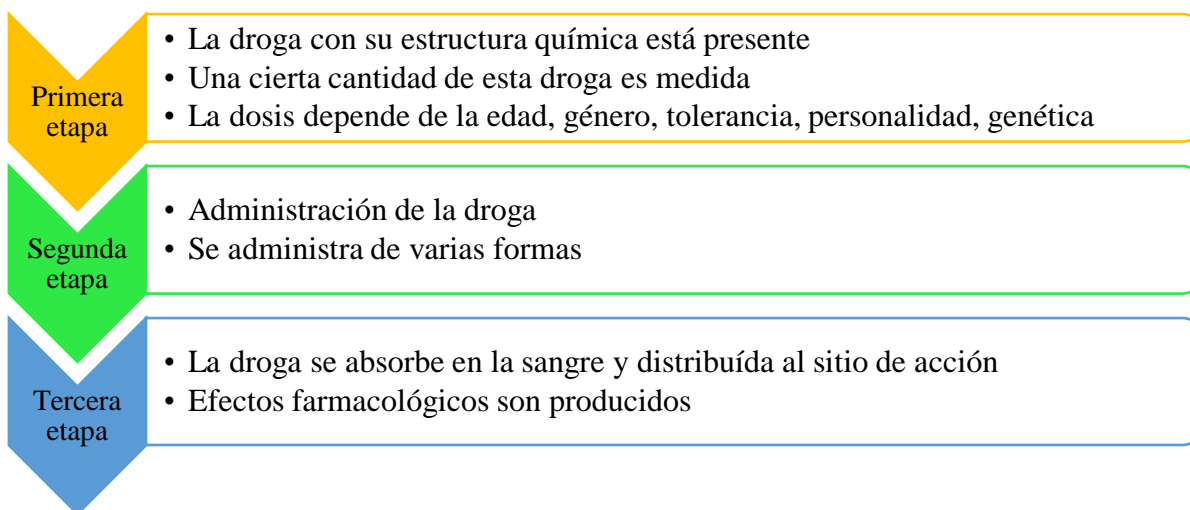 Primera
etapa
• La droga con su estructura química está presente
• Una cierta cantidad de esta droga es medida
• La dosis depende de la edad, género, tolerancia, personalidad, genética
Segunda
etapa
• Administración de la droga
• Se administra de varias formas
Tercera
etapa
• La droga se absorbe en la sangre y distribuída al sitio de acción
• Efectos farmacológicos son producidos